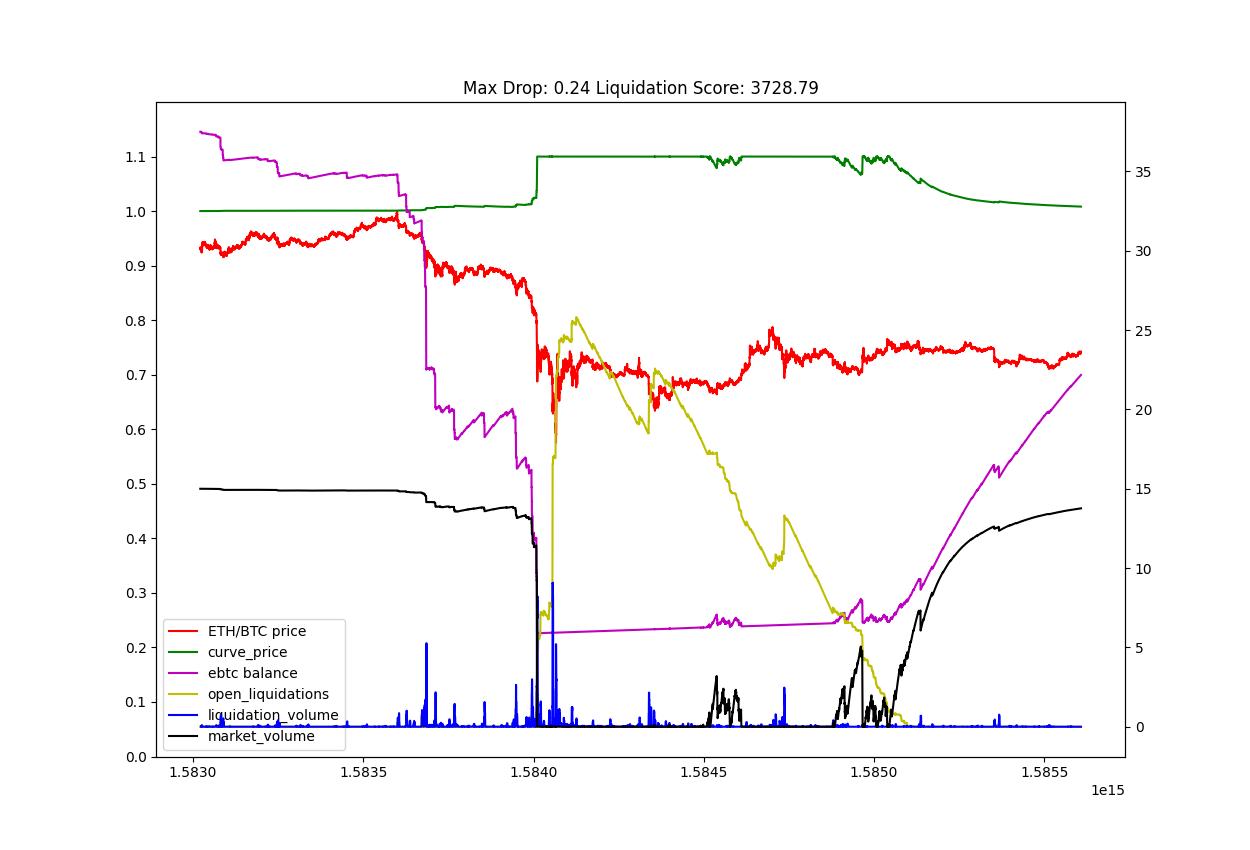 Max Drop: 0.24 Liquidation Score: 3728.79
1.1
1.0
0.9
0.8
0.7
0.6
0.5
0.4
0.3
0.2
0.1
0.0
35
30
25
20
15
10
5
0
ETH/BTC price
curve_price
ebtc balance
open_liquidations
liquidation_volume
market_volume
1.5830 1.5835 1.5840 1.5845 1.5850 1.5855
1e15